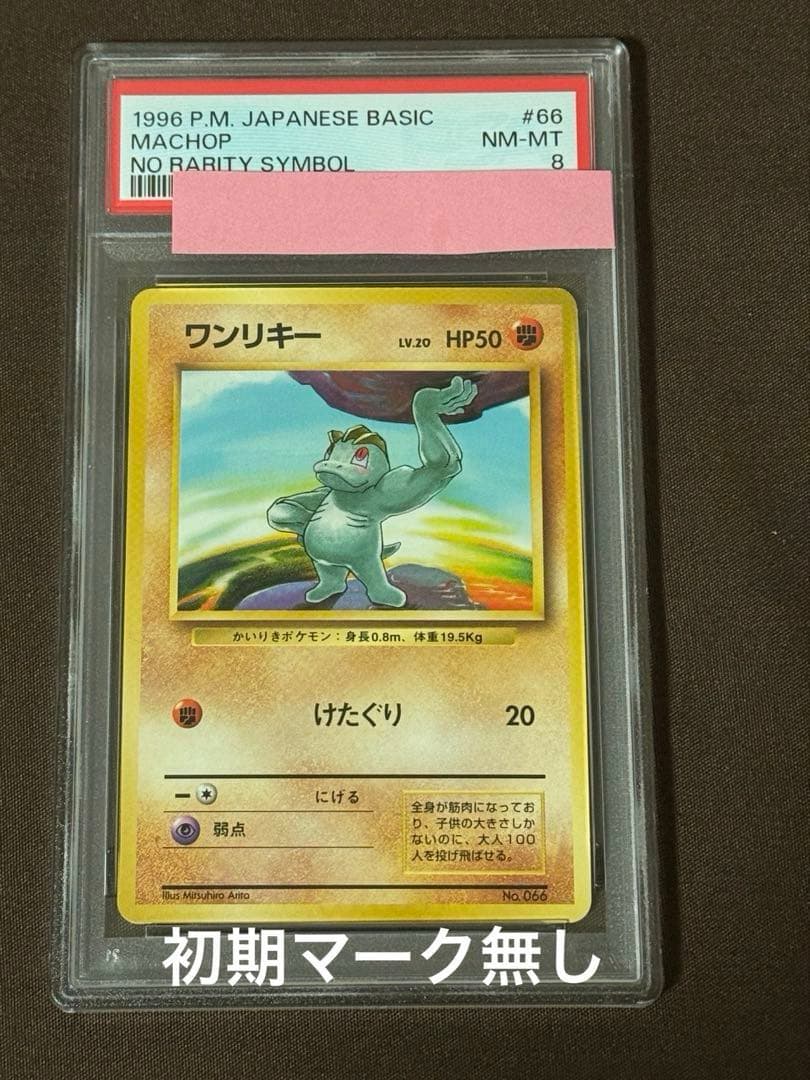 1996 P.M. JAPANESE BASIC #66
MACHOP NM-MT
NO RARITY SYMBOL 8
ワンリキー LV.20 HP50
かいりきポケモン：身長0.8m、体重19.5Kg
けたぐり 20
にげる
弱点
全身が筋肉になってお
り、子供の大きさしか
ないのに、大人100
人を投げ飛ばせる。
Illus Mitsuhiro Arita No. 066
初期マーク無し